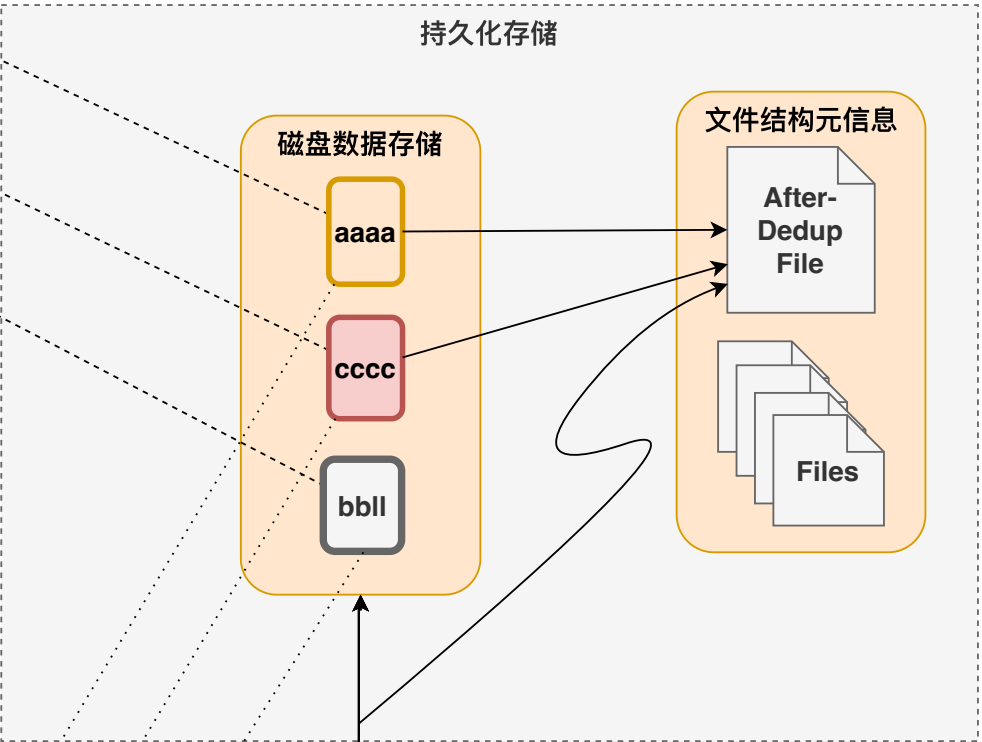 持久化存储
磁盘数据存储
aaaa
cccc
bbll
文件结构元信息
After-
Dedup
File
Files